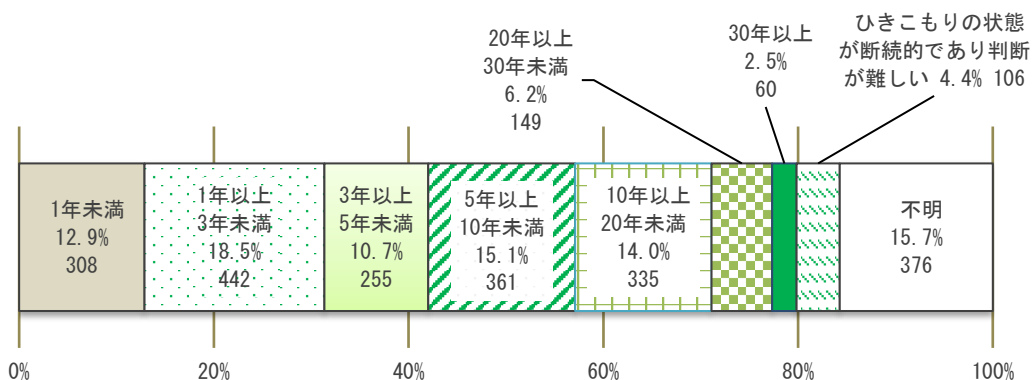 20年以上
30年未満
6.2%
149
30年以上
2.5%
60
ひきこもりの状態
が断続的であり判断
が難しい 4.4% 106
1年未満
12.9%
308
1年以上
3年未満
18.5%
442
3年以上
5年未満
10.7%
255
5年以上
10年未満
15.1%
361
10年以上
20年未満
14.0%
335
不明
15.7%
376
0%
20%
40%
60%
80%
100%